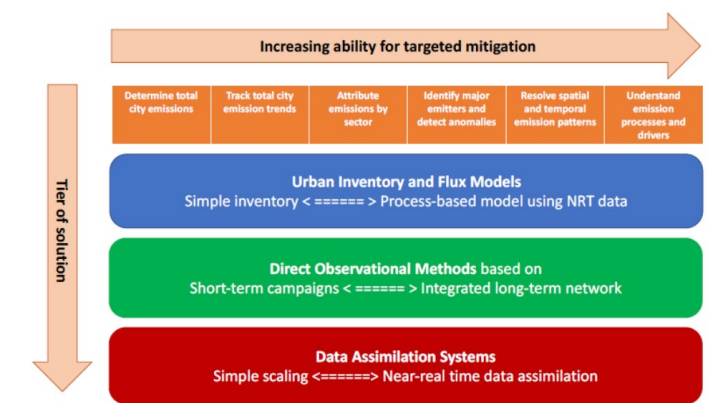 Increasing ability for targeted mitigation
Determine total
city emissions
Track total city
emission trends
Attribute
emissions by
sector
Identify major
emitters and
detect anomalies
Resolve spatial
and temporal
emission patterns
Understand
emission
processes and
drivers
Tier of solution
Urban Inventory and Flux Models
Simple inventory < ====== > Process-based model using NRT data
Direct Observational Methods based on
Short-term campaigns < ====== > Integrated long-term network
Data Assimilation Systems
Simple scaling <======> Near-real time data assimilation